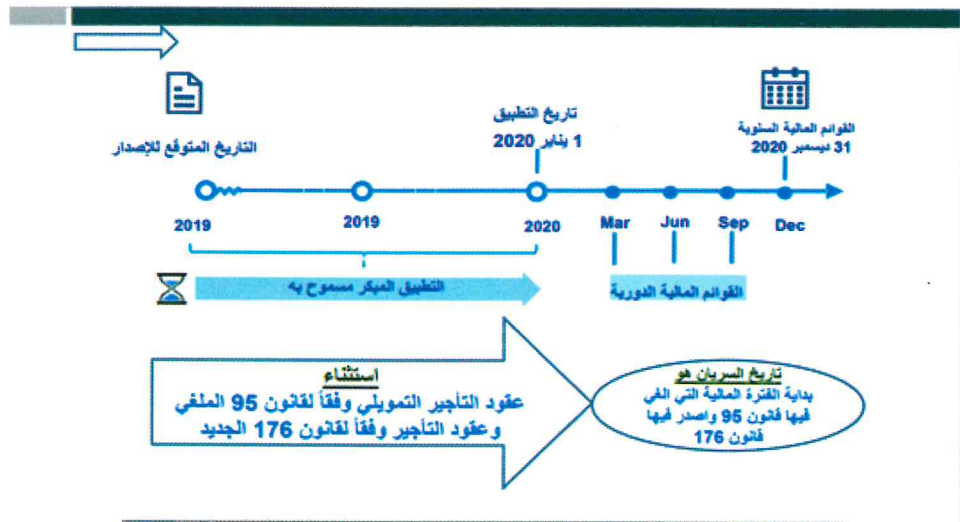 تاريخ التطبيق
1 يناير 2020
القوائم المالية السنوية
31 ديسمبر 2020
التاريخ المتوقع للإصدار
2019
2019
2020
Mar
Jun
Sep
Dec
التطبيق المبكر مسموح به
القوائم المالية الدورية
استثناء
عقود التأجير التمويلي وفقاً لقانون 95 الملغي
وعقود التأجير وفقاً لقانون 176 الجديد
تاريخ السريان هو
بداية الفترة المالية التي الغي
فيها قانون 95 واصدر فيها
قانون 176